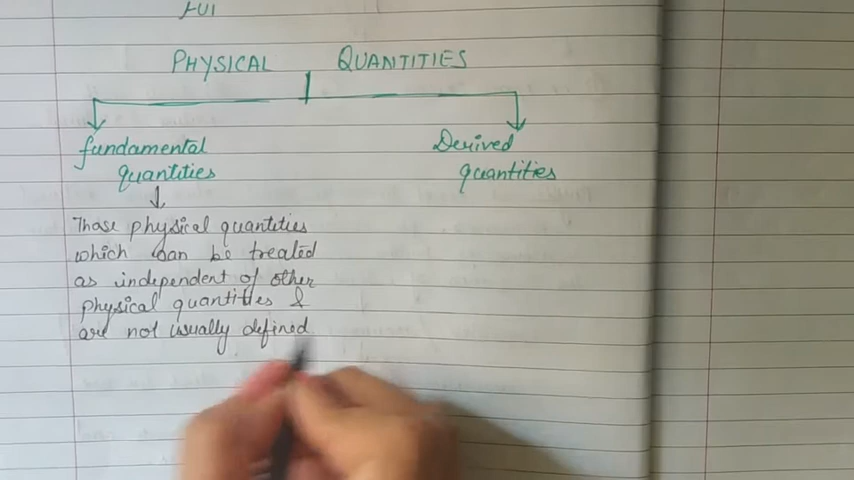 PHYSICAL QUANTITIES
fundamental quantities
Derived quantities
Those physical quantities
which can be treated
as independent of other
physical quantities &
are not usually defined